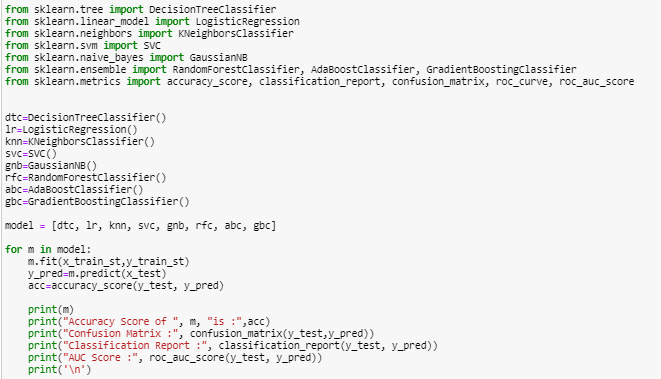 from sklearn.tree import DecisionTreeClassifier
from sklearn.linear_model import LogisticRegression
from sklearn.neighbors import KNeighborsClassifier
from sklearn.svm import SVC
from sklearn.naive_bayes import GaussianNB
from sklearn.ensemble import RandomForestClassifier, AdaBoostClassifier, GradientBoostingClassifier
from sklearn.metrics import accuracy_score, classification_report, confusion_matrix, roc_curve, roc_auc_score
dtc=DecisionTreeClassifier()
lr=LogisticRegression()
knn=KNeighborsClassifier()
svc=SVC()
gnb=GaussianNB()
rfc=RandomForestClassifier()
abc=AdaBoostClassifier()
gbc=GradientBoostingClassifier()
model = [dtc, lr, knn, svc, gnb, rfc, abc, gbc]
for m in model:
    m.fit(x_train_st,y_train_st)
    y_pred=m.predict(x_test)
    acc=accuracy_score(y_test, y_pred)
    print(m)
    print("Accuracy Score of ", m, "is :",acc)
    print("Confusion Matrix :", confusion_matrix(y_test,y_pred))
    print("Classification Report :", classification_report(y_test, y_pred))
    print("AUC Score :", roc_auc_score(y_test, y_pred))
    print('\n')